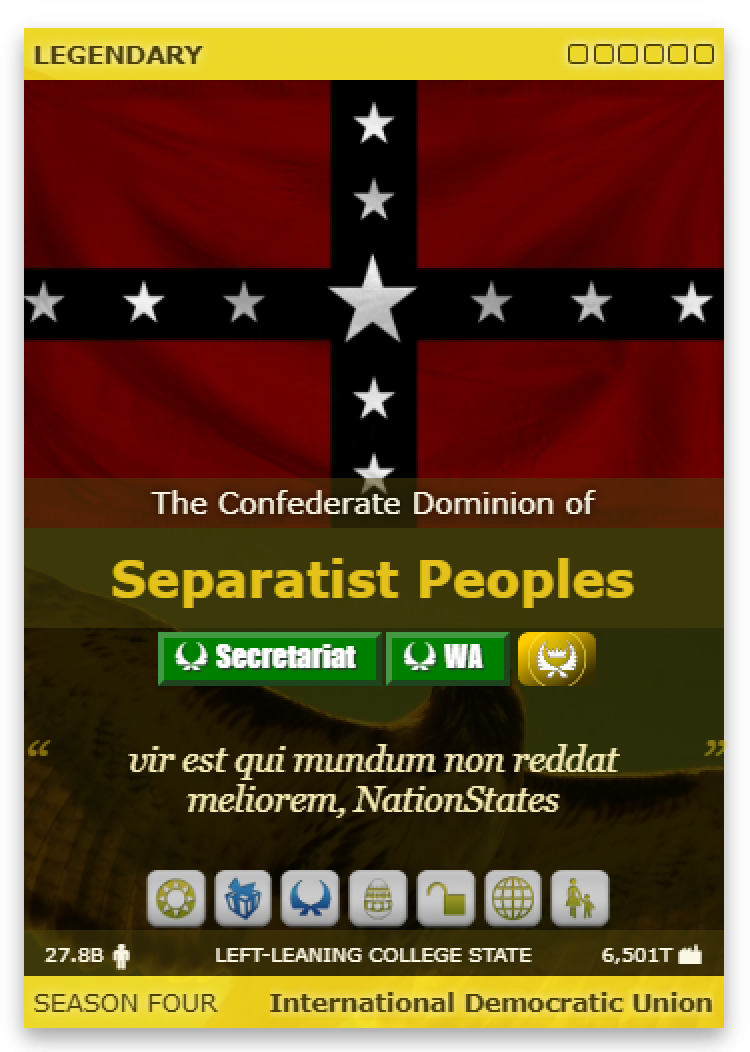 LEGENDARY
The Confederate Dominion of
Separatist Peoples
Secretariat WA
“ vir est qui mundum non reddat ”
meliorem, NationStates
27.8B LEFT-LEANING COLLEGE STATE 6,501T
SEASON FOUR International Democratic Union